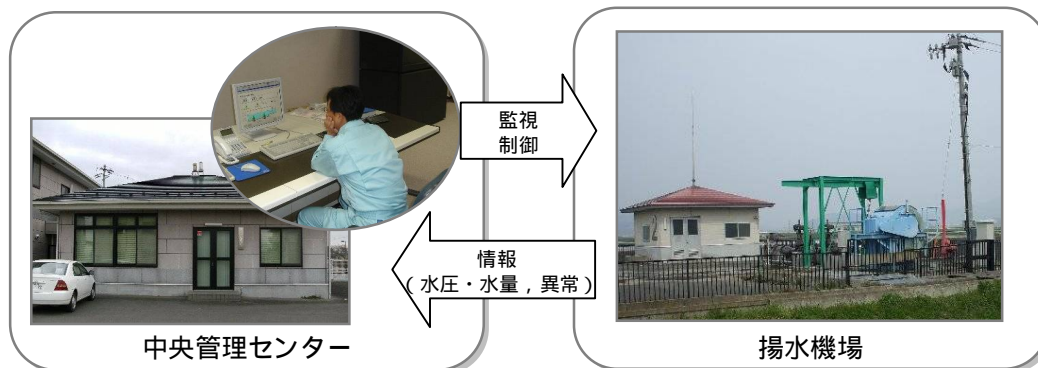 監視
制御
情報
（水圧・水量，異常）
中央管理センター
揚水機場